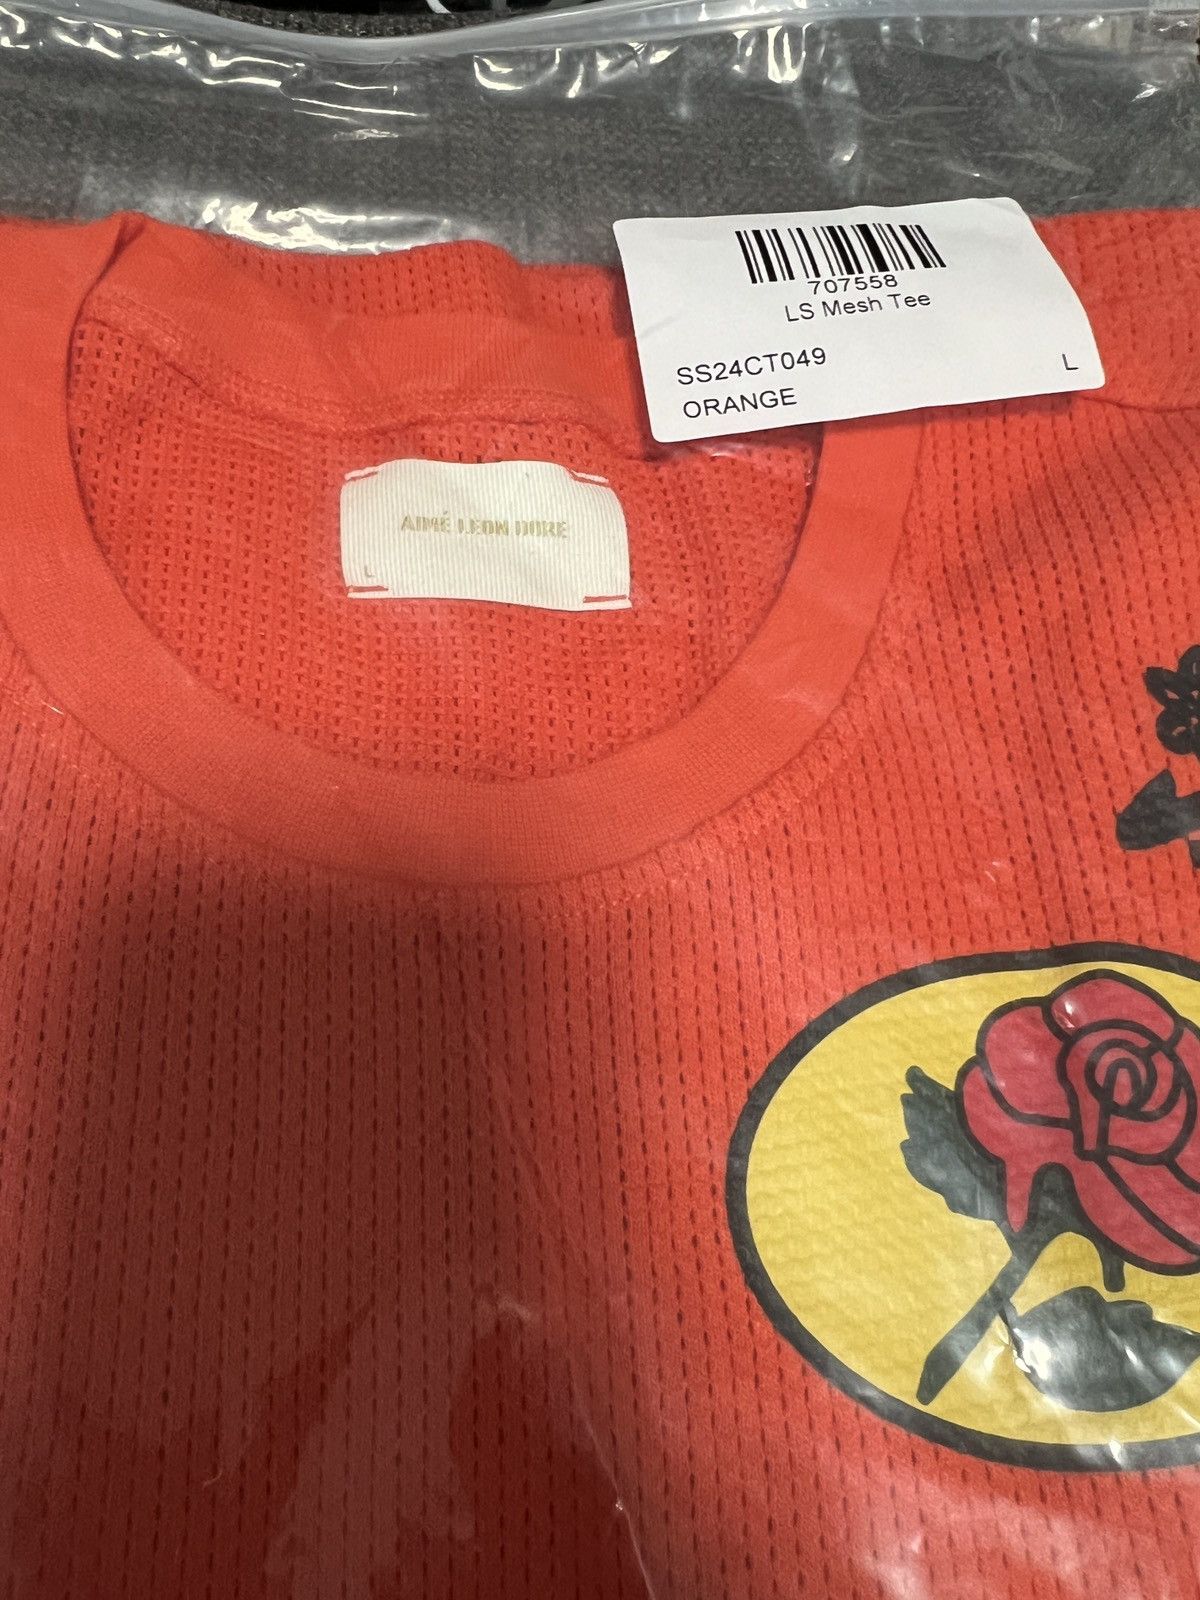 707558
LS Mesh Tee
SS24CT049
L
ORANGE
AIMÉ LEON DORE
L